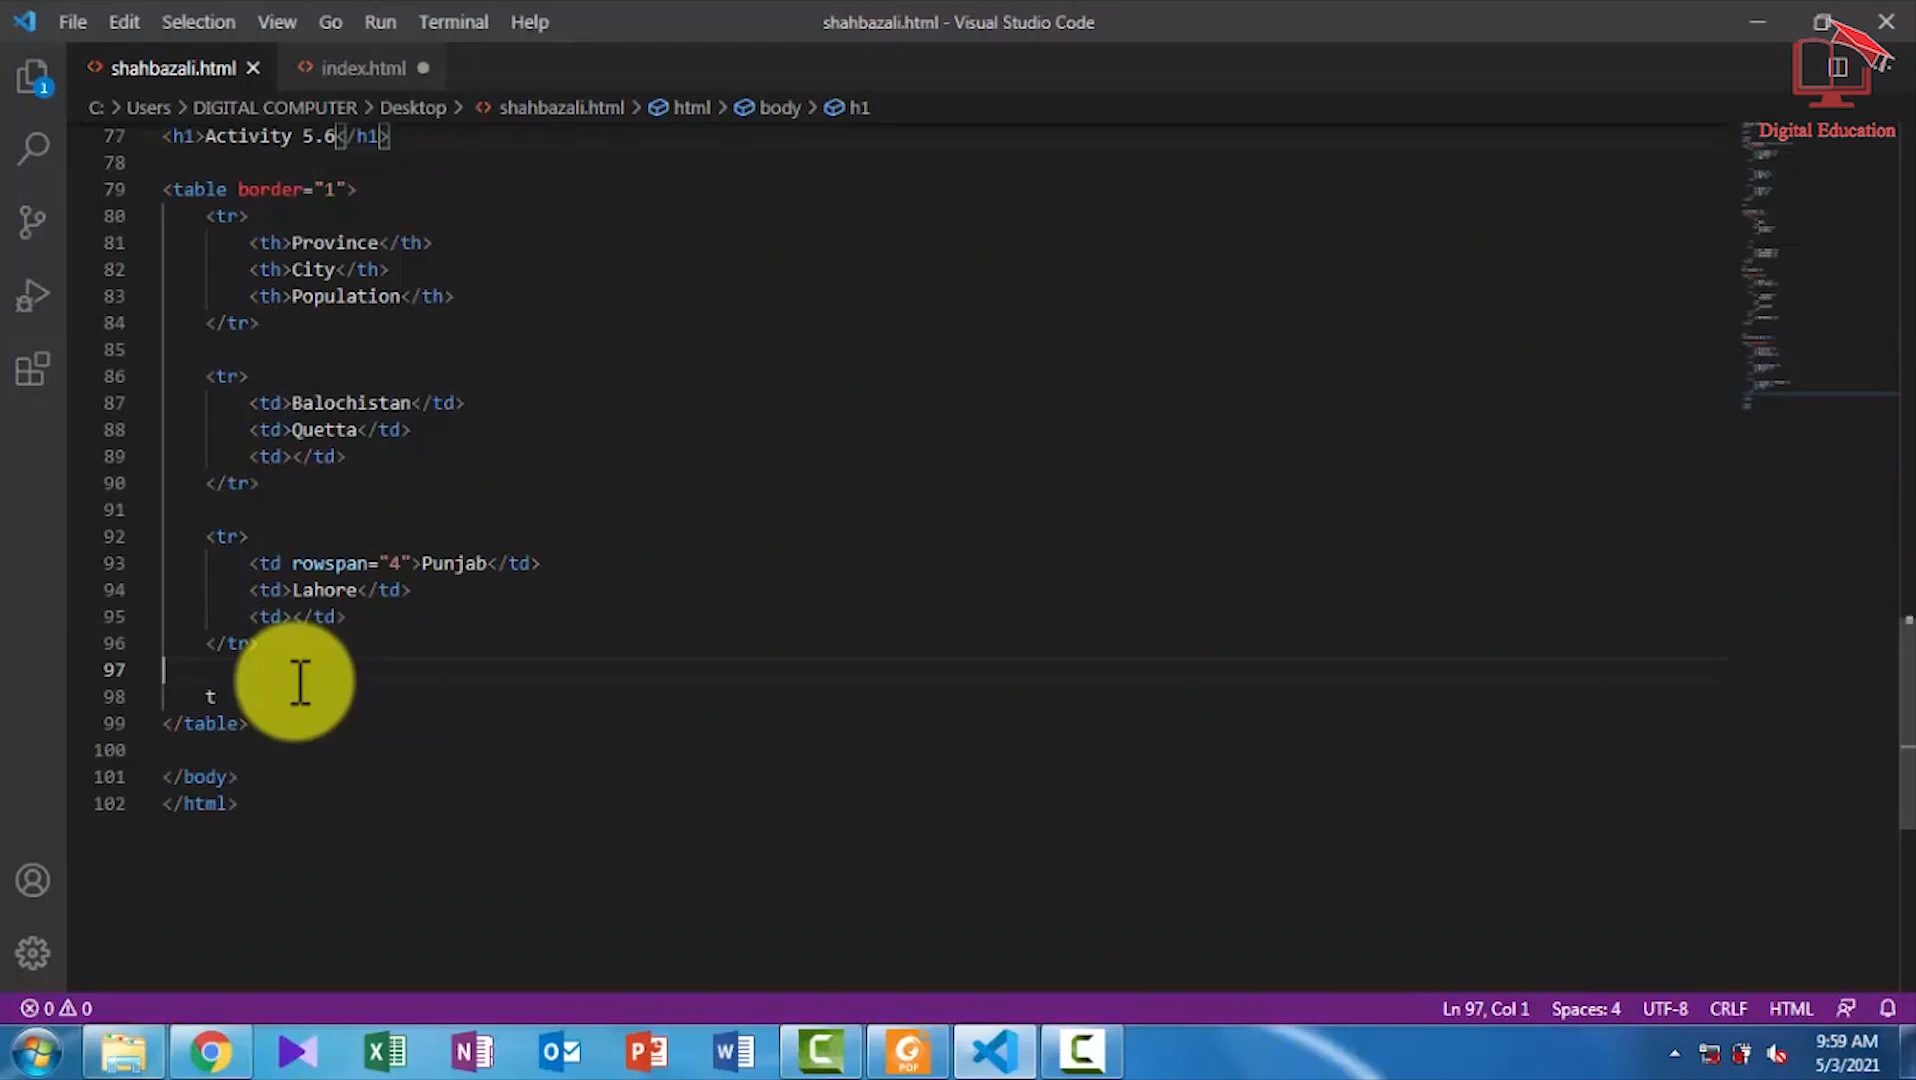 File Edit Selection View Go Run Terminal Help
shahbazali.html - Visual Studio Code
shahbazali.html index.html
C: > Users > DIGITAL COMPUTER > Desktop > shahbazali.html > html > body > h1
Digital Education
77 <h1>Activity 5.6</h1>
78
79 <table border="1">
80 <tr>
81 <th>Province</th>
82 <th>City</th>
83 <th>Population</th>
84 </tr>
85
86 <tr>
87 <td>Balochistan</td>
88 <td>Quetta</td>
89 <td></td>
90 </tr>
91
92 <tr>
93 <td rowspan="4">Punjab</td>
94 <td>Lahore</td>
95 <td></td>
96 </tr>
97
98 t
99 </table>
100
101 </body>
102 </html>
0 0 Ln 97, Col 1 Spaces: 4 UTF-8 CRLF HTML
9:59 AM
5/3/2021